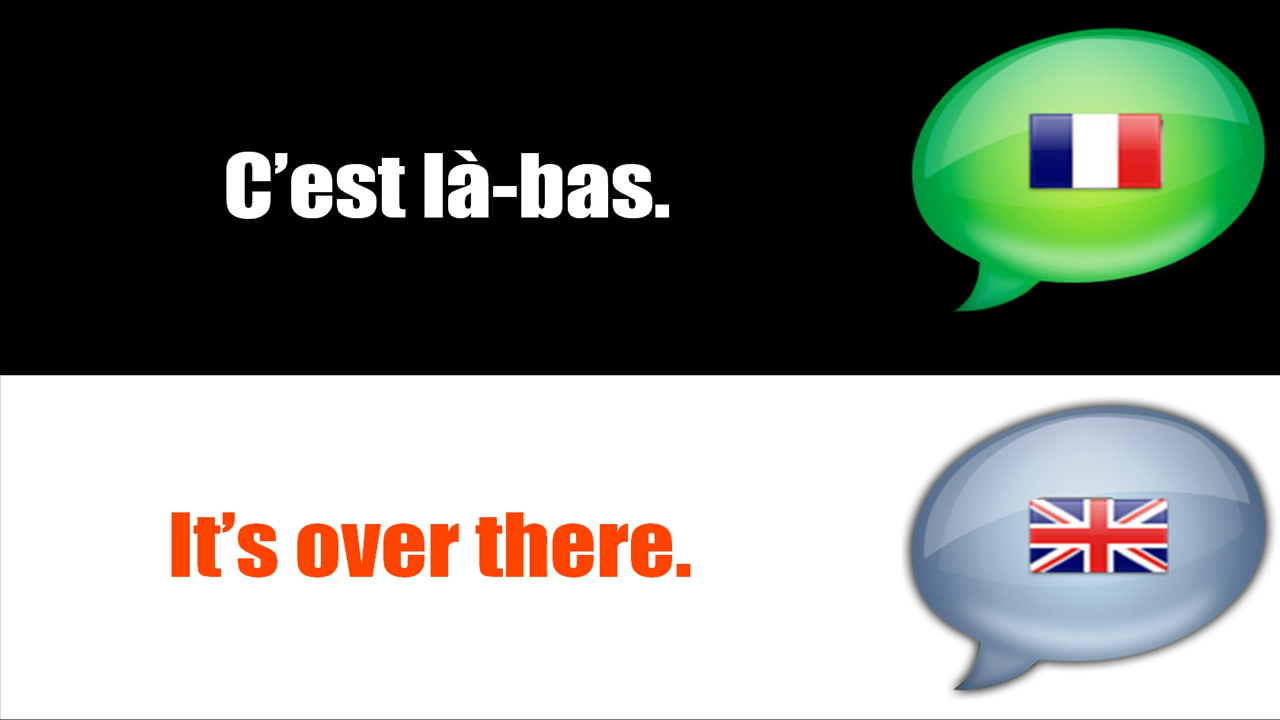 C’est là-bas.
It’s over there.